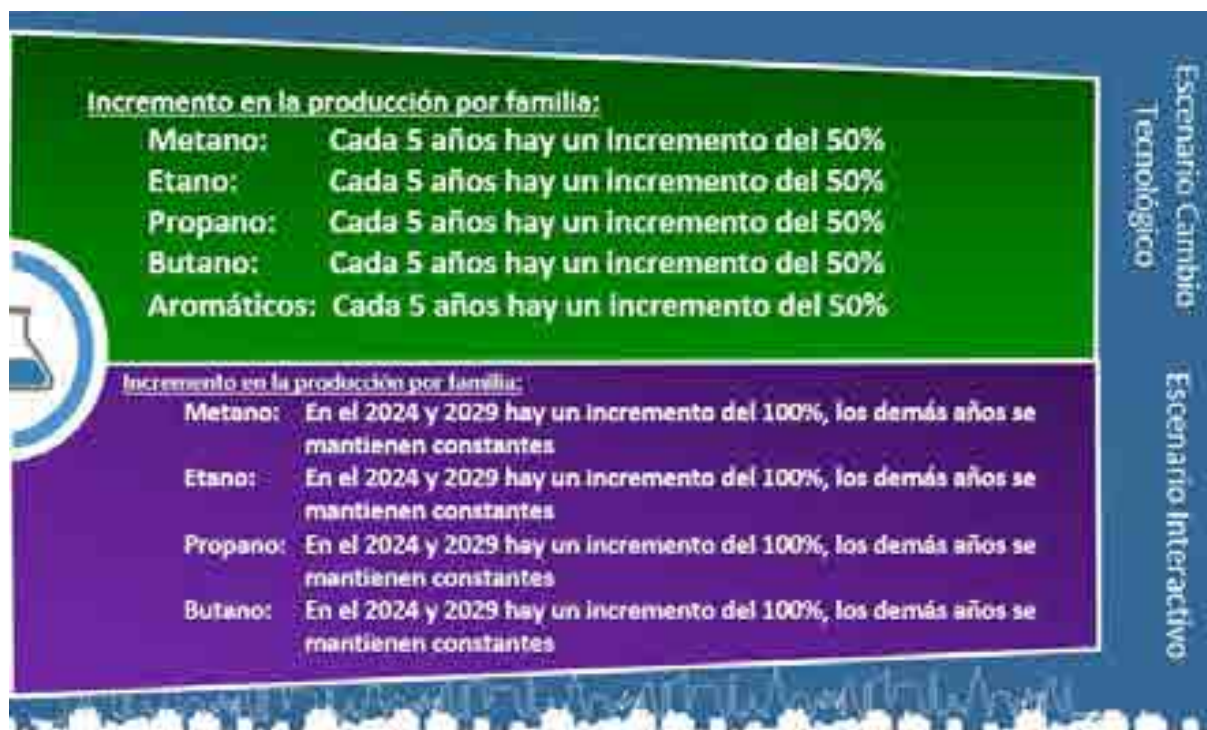 Incremento en la producción por familia:
Metano: Cada 5 años hay un incremento del 50%
Etano: Cada 5 años hay un incremento del 50%
Propano: Cada 5 años hay un incremento del 50%
Butano: Cada 5 años hay un incremento del 50%
Aromáticos: Cada 5 años hay un incremento del 50%
Escenario Cambio
Tecnológico
Incremento en la producción por familia:
Metano: En el 2024 y 2029 hay un incremento del 100%, los demás años se
mantienen constantes
Etano: En el 2024 y 2029 hay un incremento del 100%, los demás años se
mantienen constantes
Propano: En el 2024 y 2029 hay un incremento del 100%, los demás años se
mantienen constantes
Butano: En el 2024 y 2029 hay un incremento del 100%, los demás años se
mantienen constantes
Escenario Interactivo